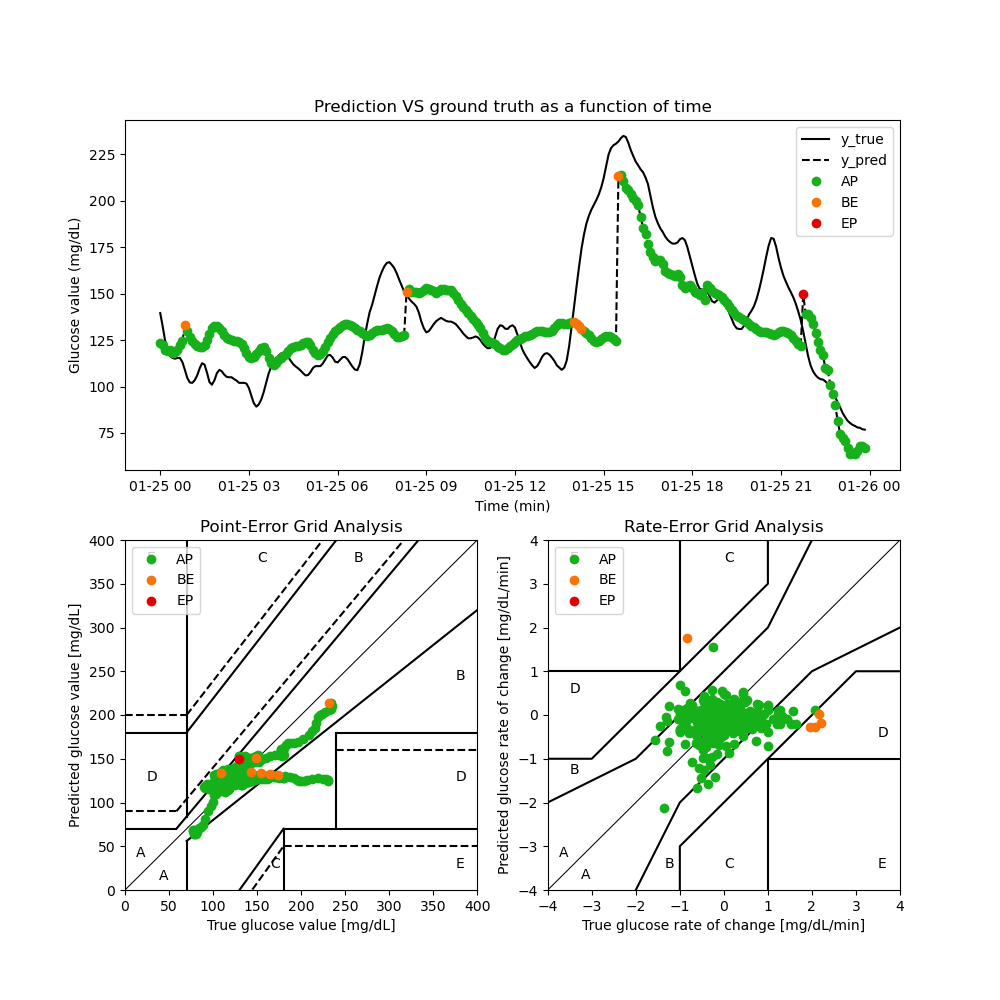 Prediction VS ground truth as a function of time
Glucose value (mg/dL)
225
200
175
150
125
100
75
y_true
y_pred
AP
BE
EP
01-25 00 01-25 03 01-25 06 01-25 09 01-25 12 01-25 15 01-25 18 01-25 21 01-26 00
Time (min)
Point-Error Grid Analysis
Predicted glucose value [mg/dL]
400
350
300
250
200
150
100
50
0
AP
BE
EP
C
B
B
D
D
A
A
C
E
0 50 100 150 200 250 300 350 400
True glucose value [mg/dL]
Rate-Error Grid Analysis
Predicted glucose rate of change [mg/dL/min]
4
3
2
1
0
−1
−2
−3
−4
AP
BE
EP
C
D
D
B
A
A
B
C
E
−4 −3 −2 −1 0 1 2 3 4
True glucose rate of change [mg/dL/min]